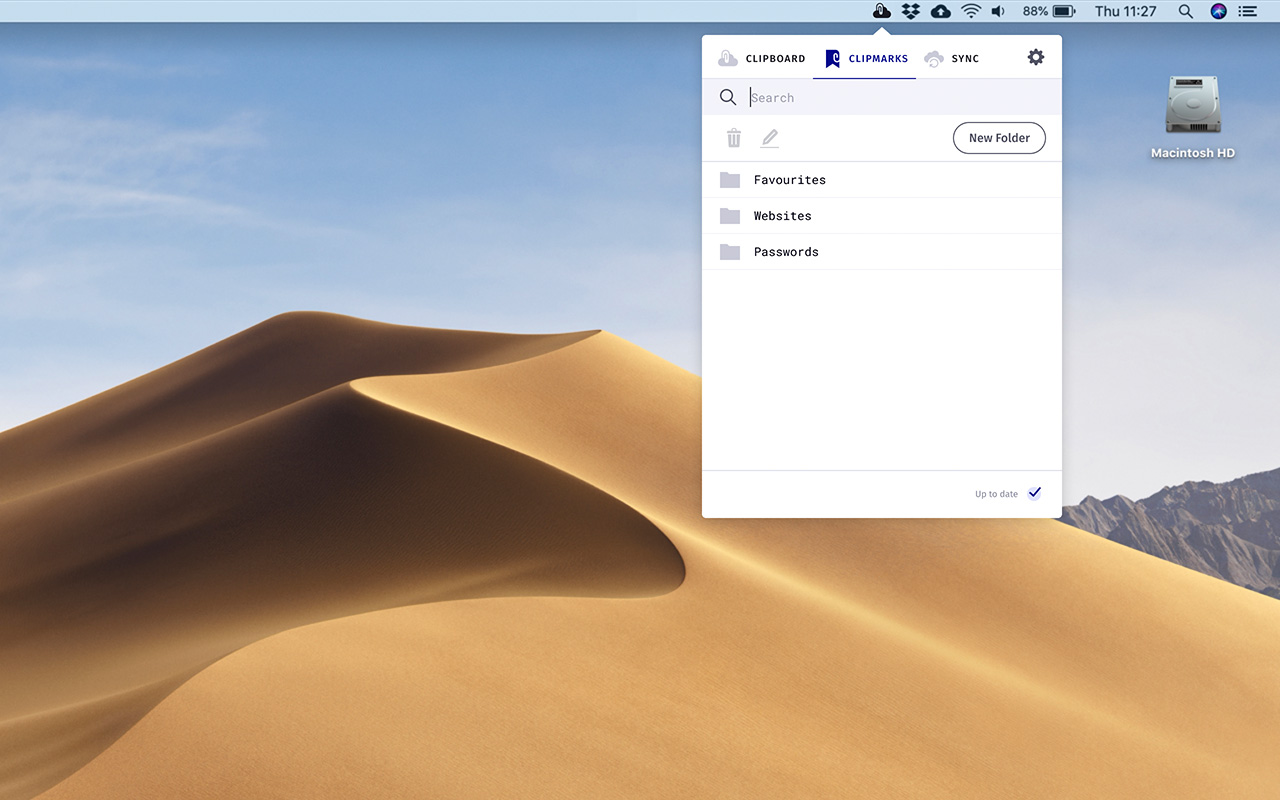 88% Thu 11:27
CLIPBOARD CLIPMARKS SYNC
Search
New Folder
Favourites
Websites
Passwords
Up to date
Macintosh HD